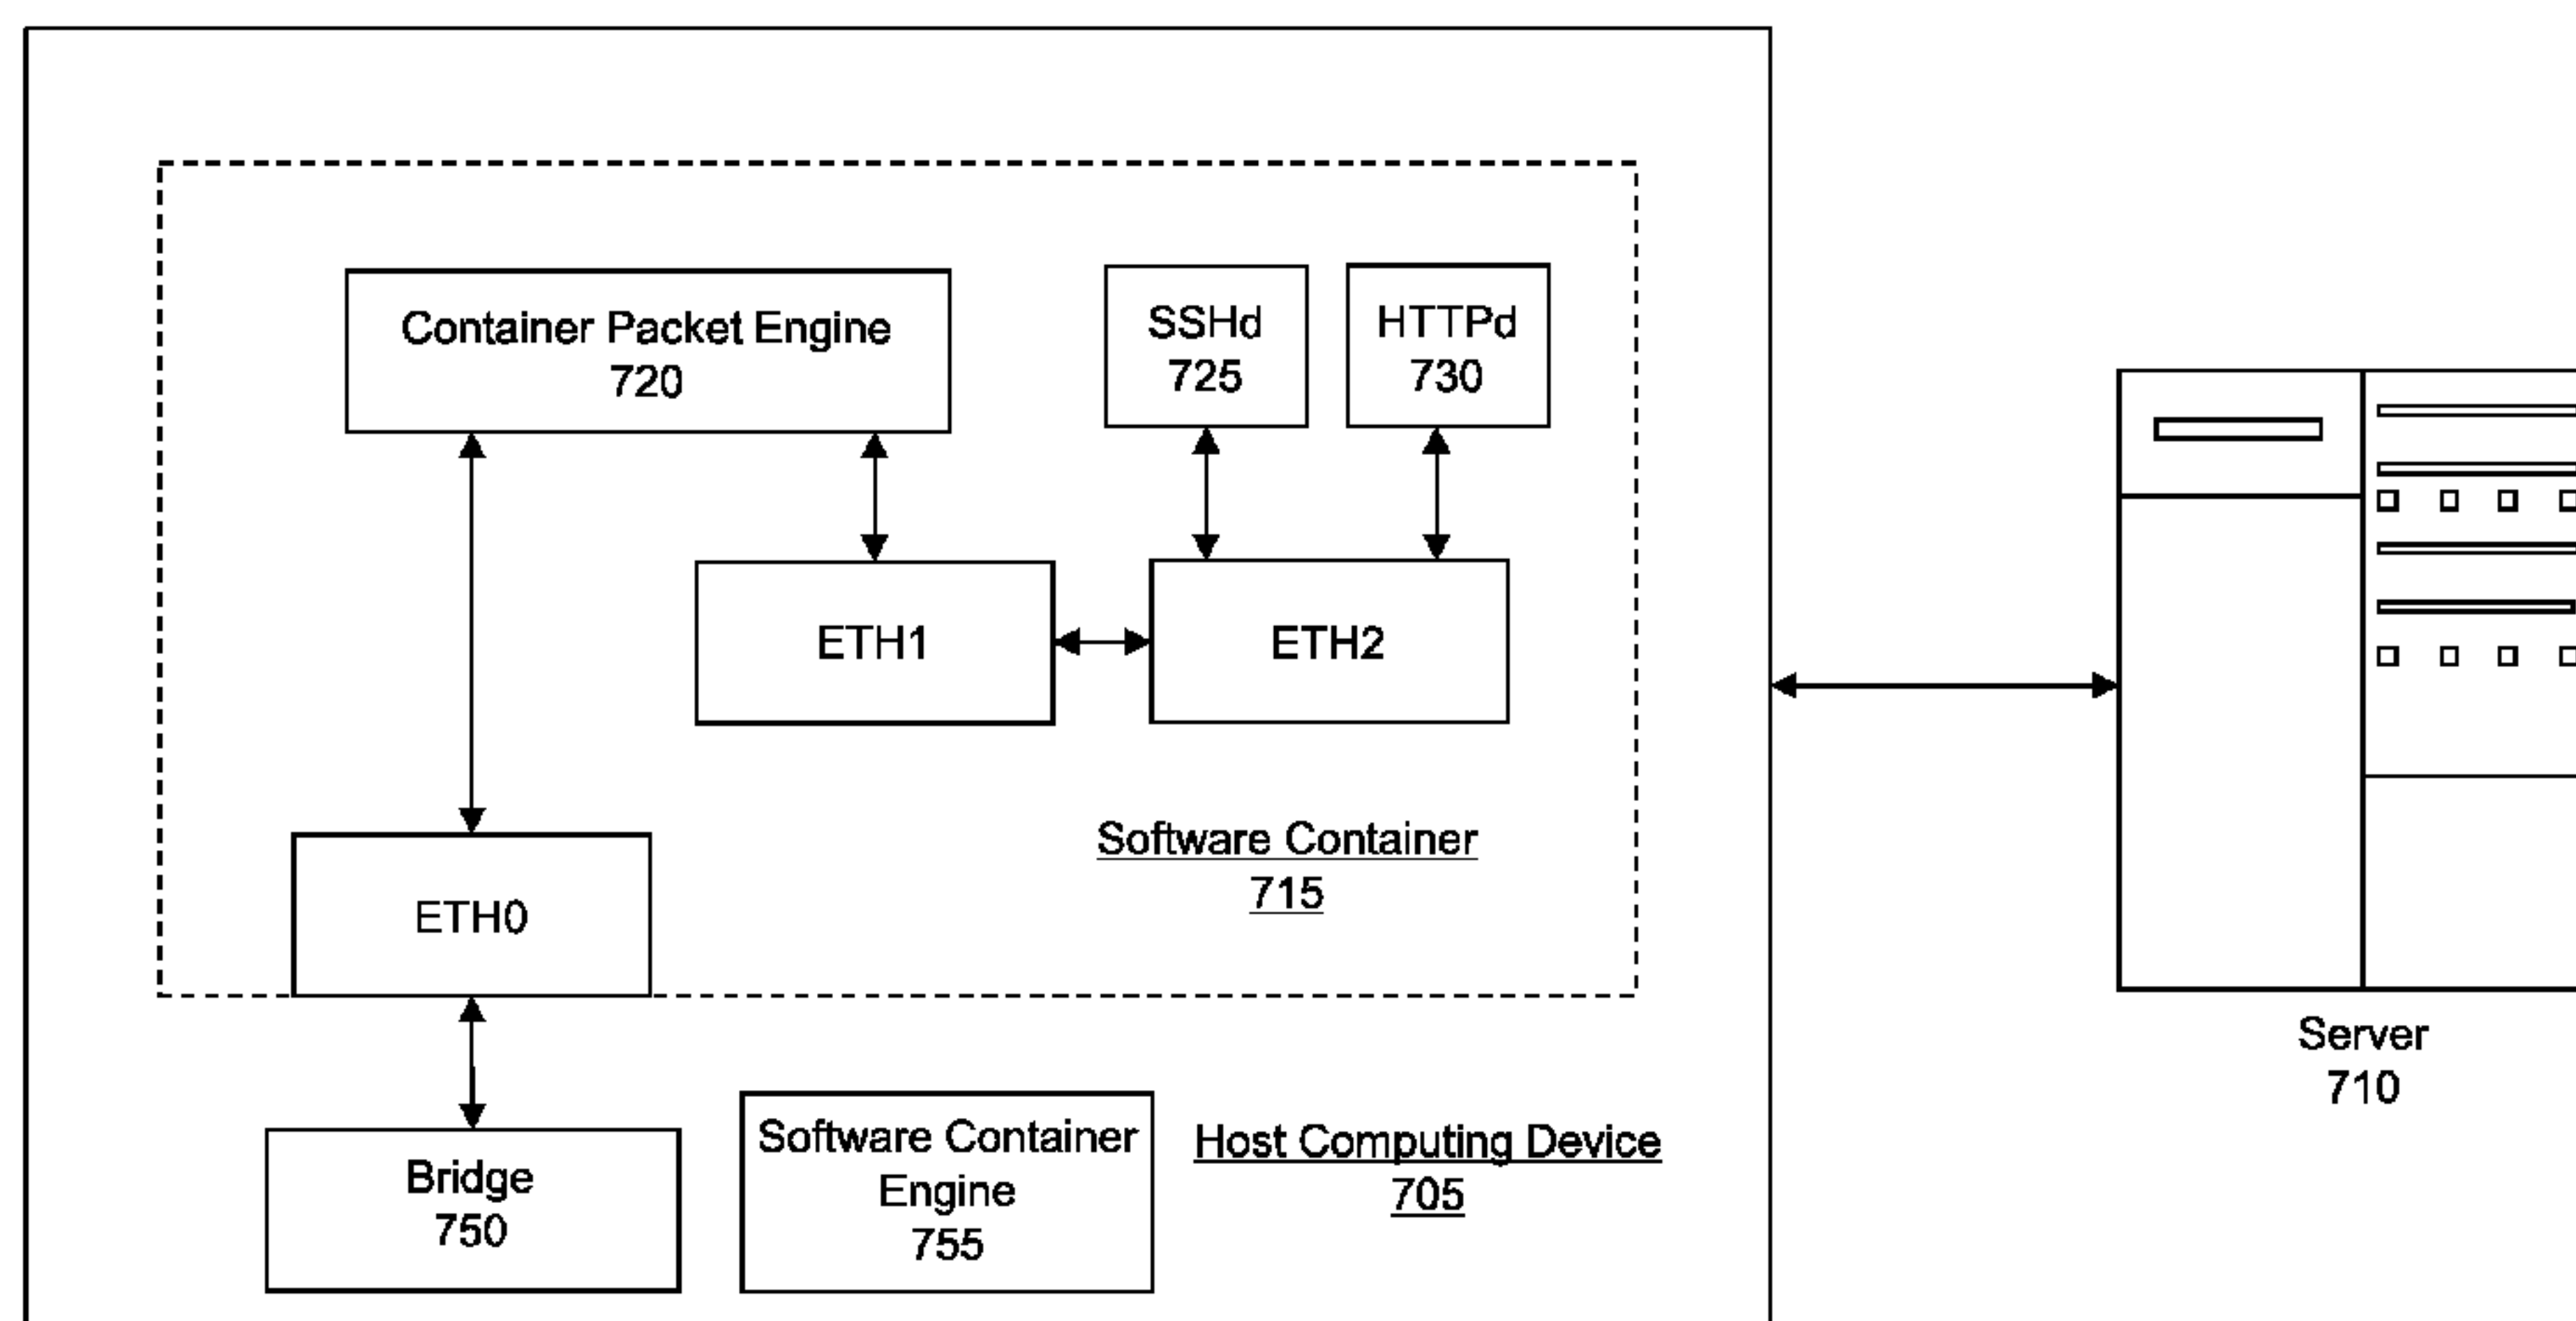 Container Packet Engine
720
SSHd
725
HTTPd
730
ETH1
ETH2
Software Container
715
ETH0
Server
710
Bridge
750
Software Container
Engine
755
Host Computing Device
705